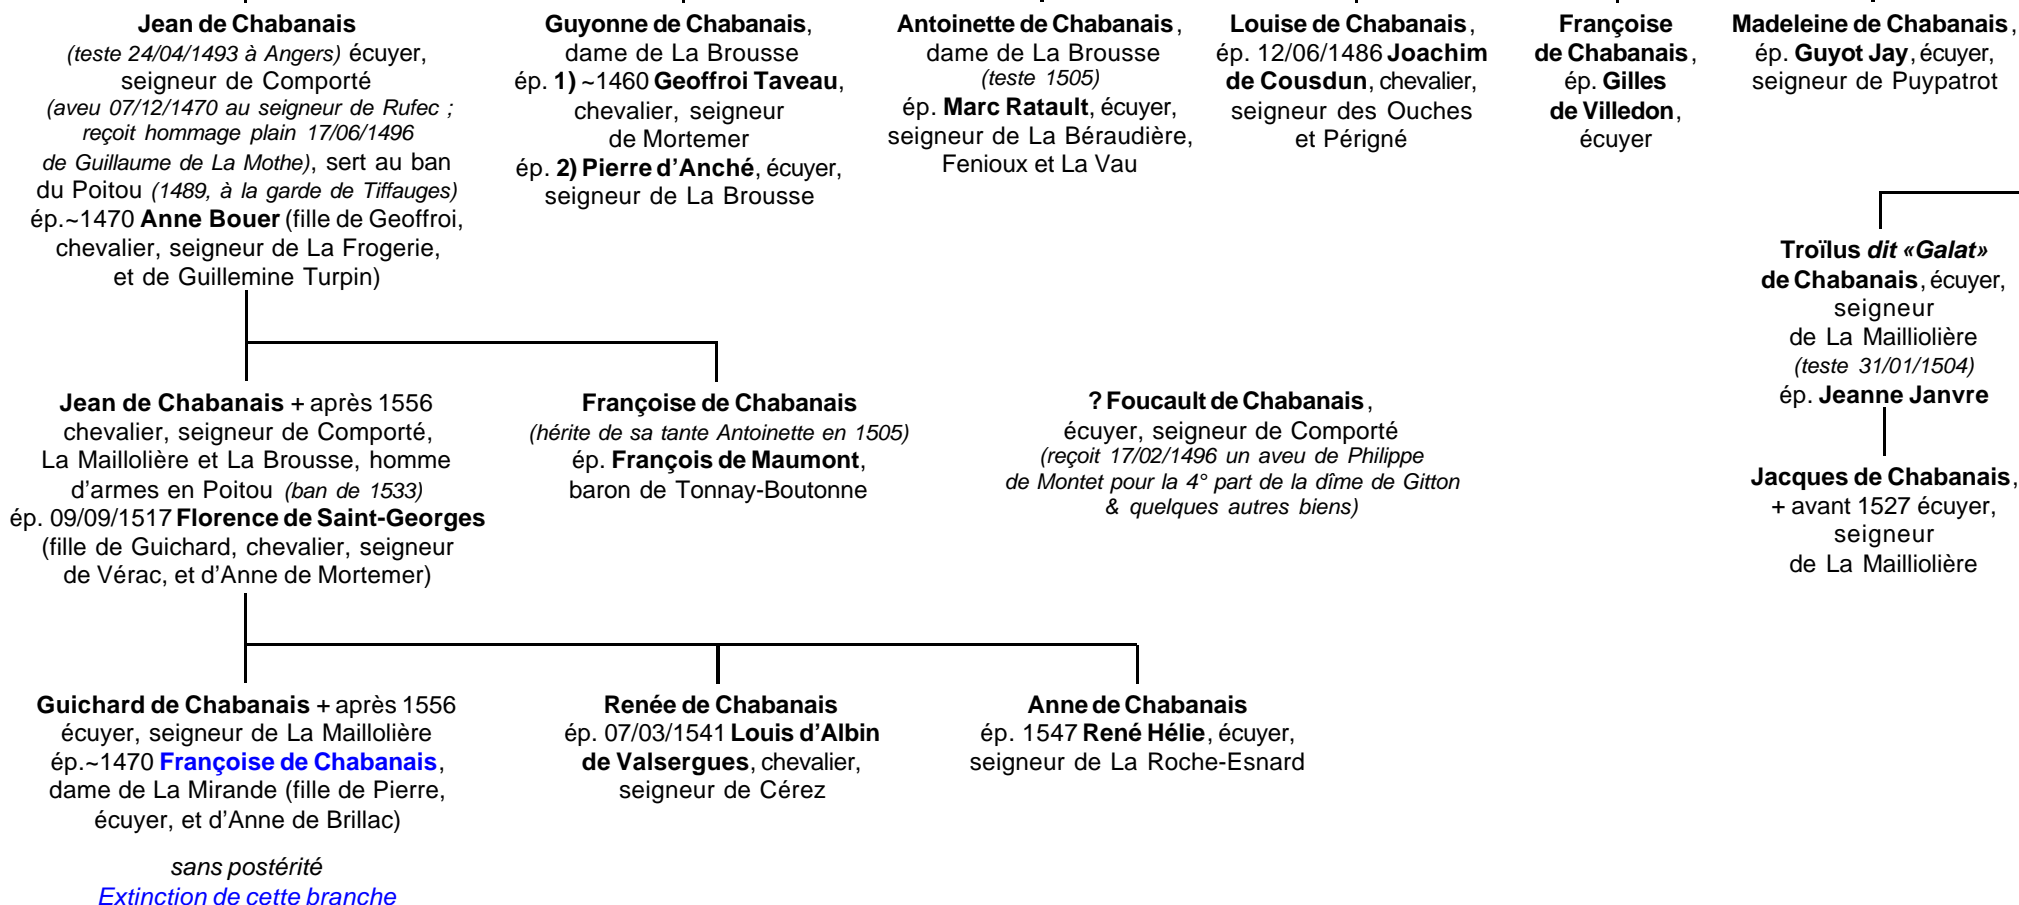 Jean de Chabanais
(teste 24/04/1493 à Angers) écuyer,
seigneur de Comporté
(aveu 07/12/1470 au seigneur de Rufec ;
reçoit hommage plain 17/06/1496
de Guillaume de La Mothe), sert au ban
du Poitou (1489, à la garde de Tiffauges)
ép.~1470 Anne Bouer (fille de Geoffroi,
chevalier, seigneur de La Frogerie,
et de Guillemine Turpin)
Guyonne de Chabanais,
dame de La Brousse
ép. 1) ~1460 Geoffroi Taveau,
chevalier, seigneur
de Mortemer
ép. 2) Pierre d’Anché, écuyer,
seigneur de La Brousse
Antoinette de Chabanais,
dame de La Brousse
(teste 1505)
ép. Marc Ratault, écuyer,
seigneur de La Béraudière,
Fenioux et La Vau
Louise de Chabanais,
ép. 12/06/1486 Joachim
de Cousdun, chevalier,
seigneur des Ouches
et Périgné
Françoise
de Chabanais,
ép. Gilles
de Villedon,
écuyer
Madeleine de Chabanais,
ép. Guyot Jay, écuyer,
seigneur de Puypatrot
Troïlus dit «Galat»
de Chabanais, écuyer,
seigneur
de La Mailliolière
(teste 31/01/1504)
ép. Jeanne Janvre
Jean de Chabanais + après 1556
chevalier, seigneur de Comporté,
La Maillolière et La Brousse, homme
d'armes en Poitou (ban de 1533)
ép. 09/09/1517 Florence de Saint-Georges
(fille de Guichard, chevalier, seigneur
de Vérac, et d’Anne de Mortemer)
Françoise de Chabanais
(hérite de sa tante Antoinette en 1505)
ép. François de Maumont,
baron de Tonnay-Boutonne
? Foucault de Chabanais,
écuyer, seigneur de Comporté
(reçoit 17/02/1496 un aveu de Philippe
de Montet pour la 4° part de la dîme de Gitton
& quelques autres biens)
Jacques de Chabanais,
+ avant 1527 écuyer,
seigneur
de La Mailliolière
Guichard de Chabanais + après 1556
écuyer, seigneur de La Maillolière
ép.~1470 Françoise de Chabanais,
dame de La Mirande (fille de Pierre,
écuyer, et d’Anne de Brillac)
sans postérité
Extinction de cette branche
Renée de Chabanais
ép. 07/03/1541 Louis d’Albin
de Valsergues, chevalier,
seigneur de Cérez
Anne de Chabanais
ép. 1547 René Hélie, écuyer,
seigneur de La Roche-Esnard